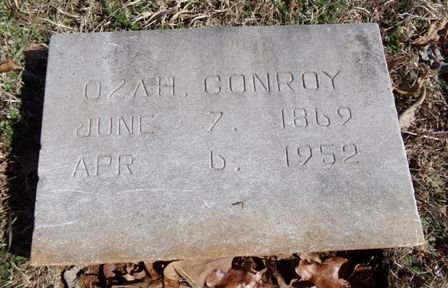 OZAH. CONROY
JUNE 7. 1869
APR 6. 1952